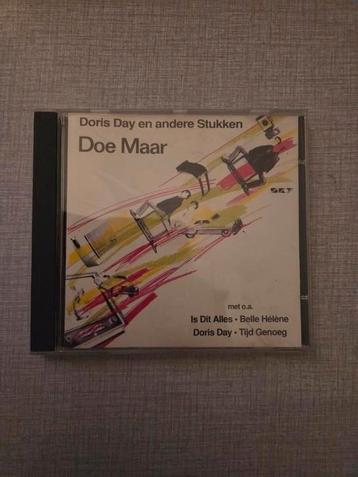 Doris Day en andere Stukken
Doe Maar
met o.a.
Is Dit Alles • Belle Hélène
Doris Day • Tijd Genoeg